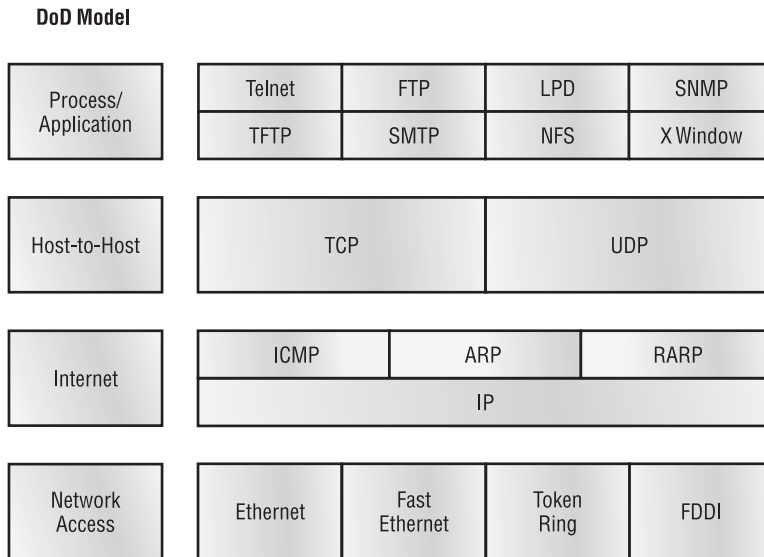 DoD Model
Process/
Application
Telnet FTP LPD SNMP
TFTP SMTP NFS X Window
Host-to-Host TCP UDP
Internet
ICMP ARP RARP
IP
Network
Access
Ethernet
Fast
Ethernet
Token
Ring
FDDI